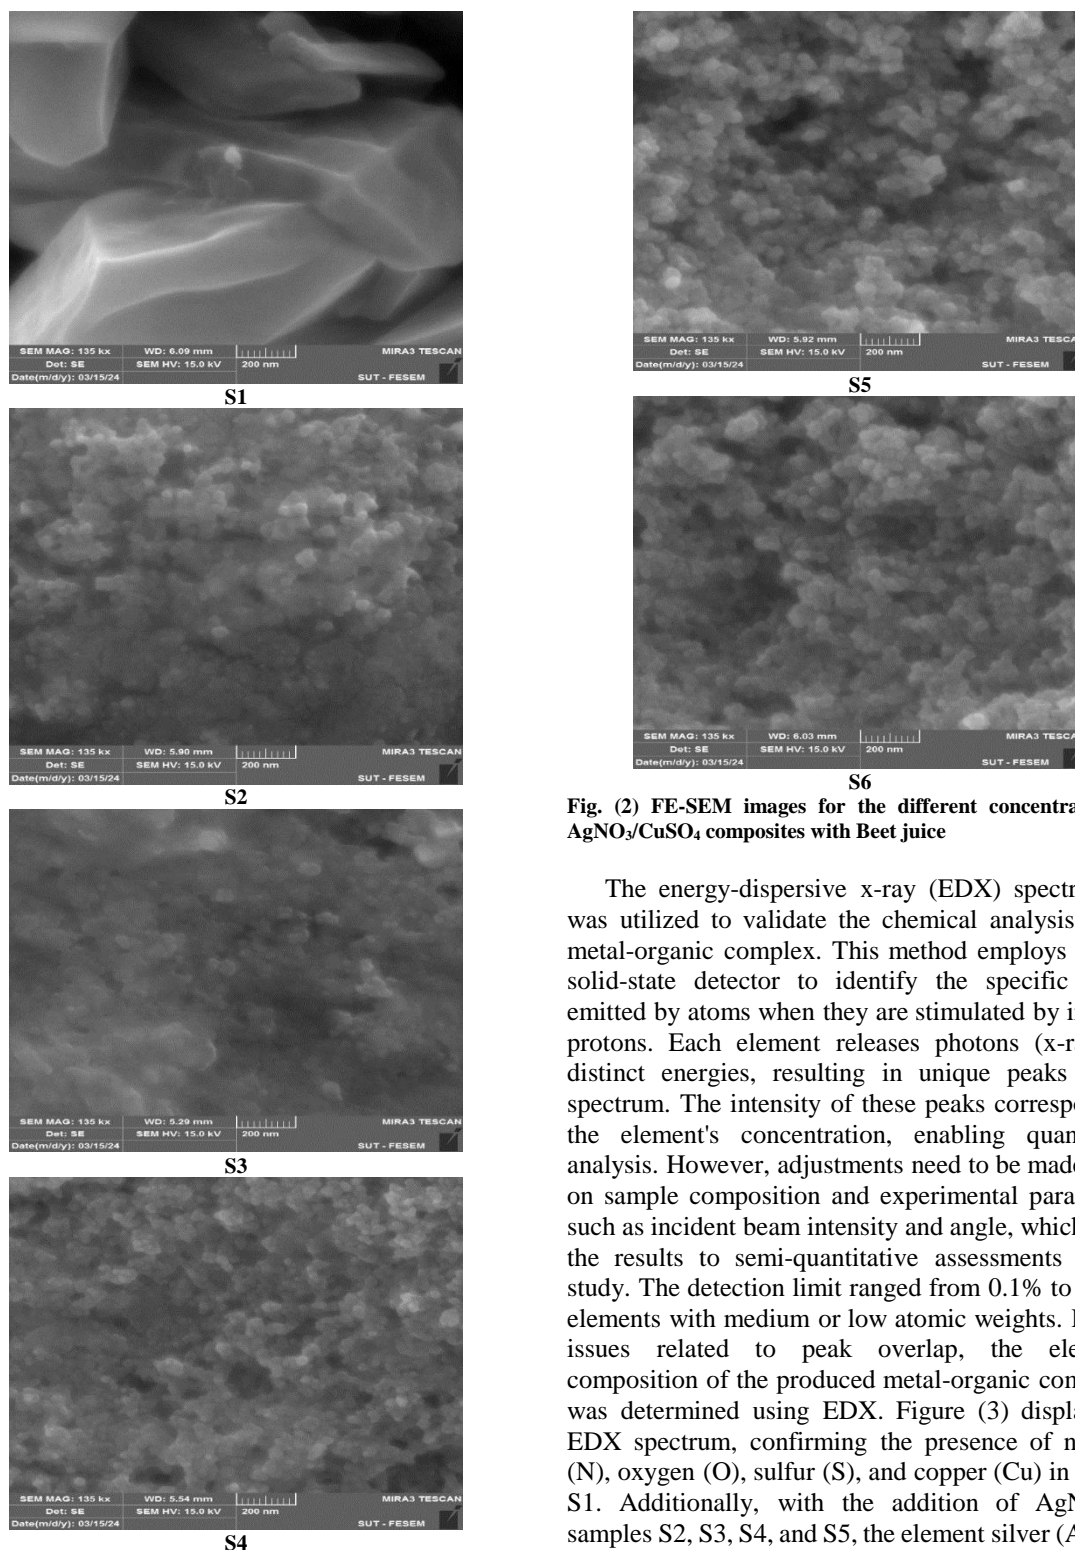 SEM MAG: 135 kx WD: 6.09 mm MIRA3 TESCAN
Det: SE SEM HV: 15.0 kV 200 nm
Date(m/d/y): 03/15/24 SUT - FESEM
S1
SEM MAG: 135 kx WD: 5.90 mm MIRA3 TESCAN
Det: SE SEM HV: 15.0 kV 200 nm
Date(m/d/y): 03/15/24 SUT - FESEM
S2
SEM MAG: 135 kx WD: 5.29 mm MIRA3 TESCAN
Det: SE SEM HV: 15.0 kV 200 nm
Date(m/d/y): 03/15/24 SUT - FESEM
S3
SEM MAG: 135 kx WD: 5.54 mm MIRA3 TESCAN
Det: SE SEM HV: 15.0 kV 200 nm
Date(m/d/y): 03/15/24 SUT - FESEM
S4
SEM MAG: 135 kx WD: 5.92 mm MIRA3 TESCA
Det: SE SEM HV: 15.0 kV 200 nm
Date(m/d/y): 03/15/24 SUT - FESEM
S5
SEM MAG: 135 kx WD: 6.03 mm MIRA3 TESCA
Det: SE SEM HV: 15.0 kV 200 nm
Date(m/d/y): 03/15/24 SUT - FESEM
S6
Fig. (2) FE-SEM images for the different concentra
AgNO₃/CuSO₄ composites with Beet juice
The energy-dispersive x-ray (EDX) spectr
was utilized to validate the chemical analysis
metal-organic complex. This method employs
solid-state detector to identify the specific
emitted by atoms when they are stimulated by i
protons. Each element releases photons (x-r
distinct energies, resulting in unique peaks
spectrum. The intensity of these peaks correspo
the element's concentration, enabling quan
analysis. However, adjustments need to be made
on sample composition and experimental para
such as incident beam intensity and angle, which
the results to semi-quantitative assessments
study. The detection limit ranged from 0.1% to
elements with medium or low atomic weights.
issues related to peak overlap, the ele
composition of the produced metal-organic con
was determined using EDX. Figure (3) displa
EDX spectrum, confirming the presence of n
(N), oxygen (O), sulfur (S), and copper (Cu) in
S1. Additionally, with the addition of AgN
samples S2, S3, S4, and S5, the element silver (A